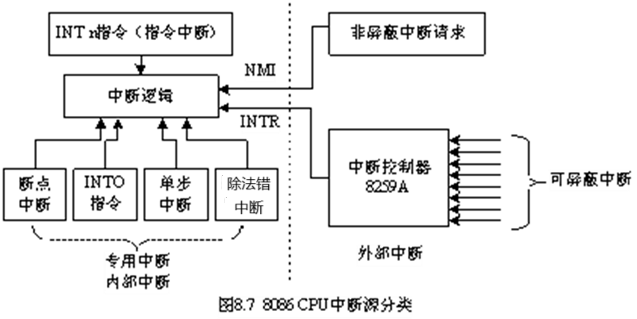 INT n指令（指令中断）
非屏蔽中断请求
NMI
中断逻辑
INTR
断点
中断
INTO
指令
单步
中断
除法错
中断
中断控制器
8259A
可屏蔽中断
专用中断
内部中断
外部中断
图8.7 8086 CPU中断源分类